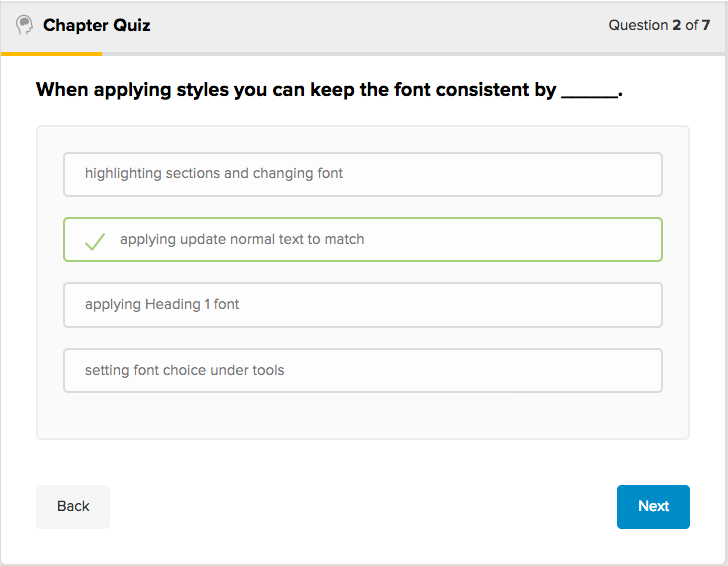 Chapter Quiz
Question 2 of 7
When applying styles you can keep the font consistent by _____.
highlighting sections and changing font
applying update normal text to match
applying Heading 1 font
setting font choice under tools
Back
Next